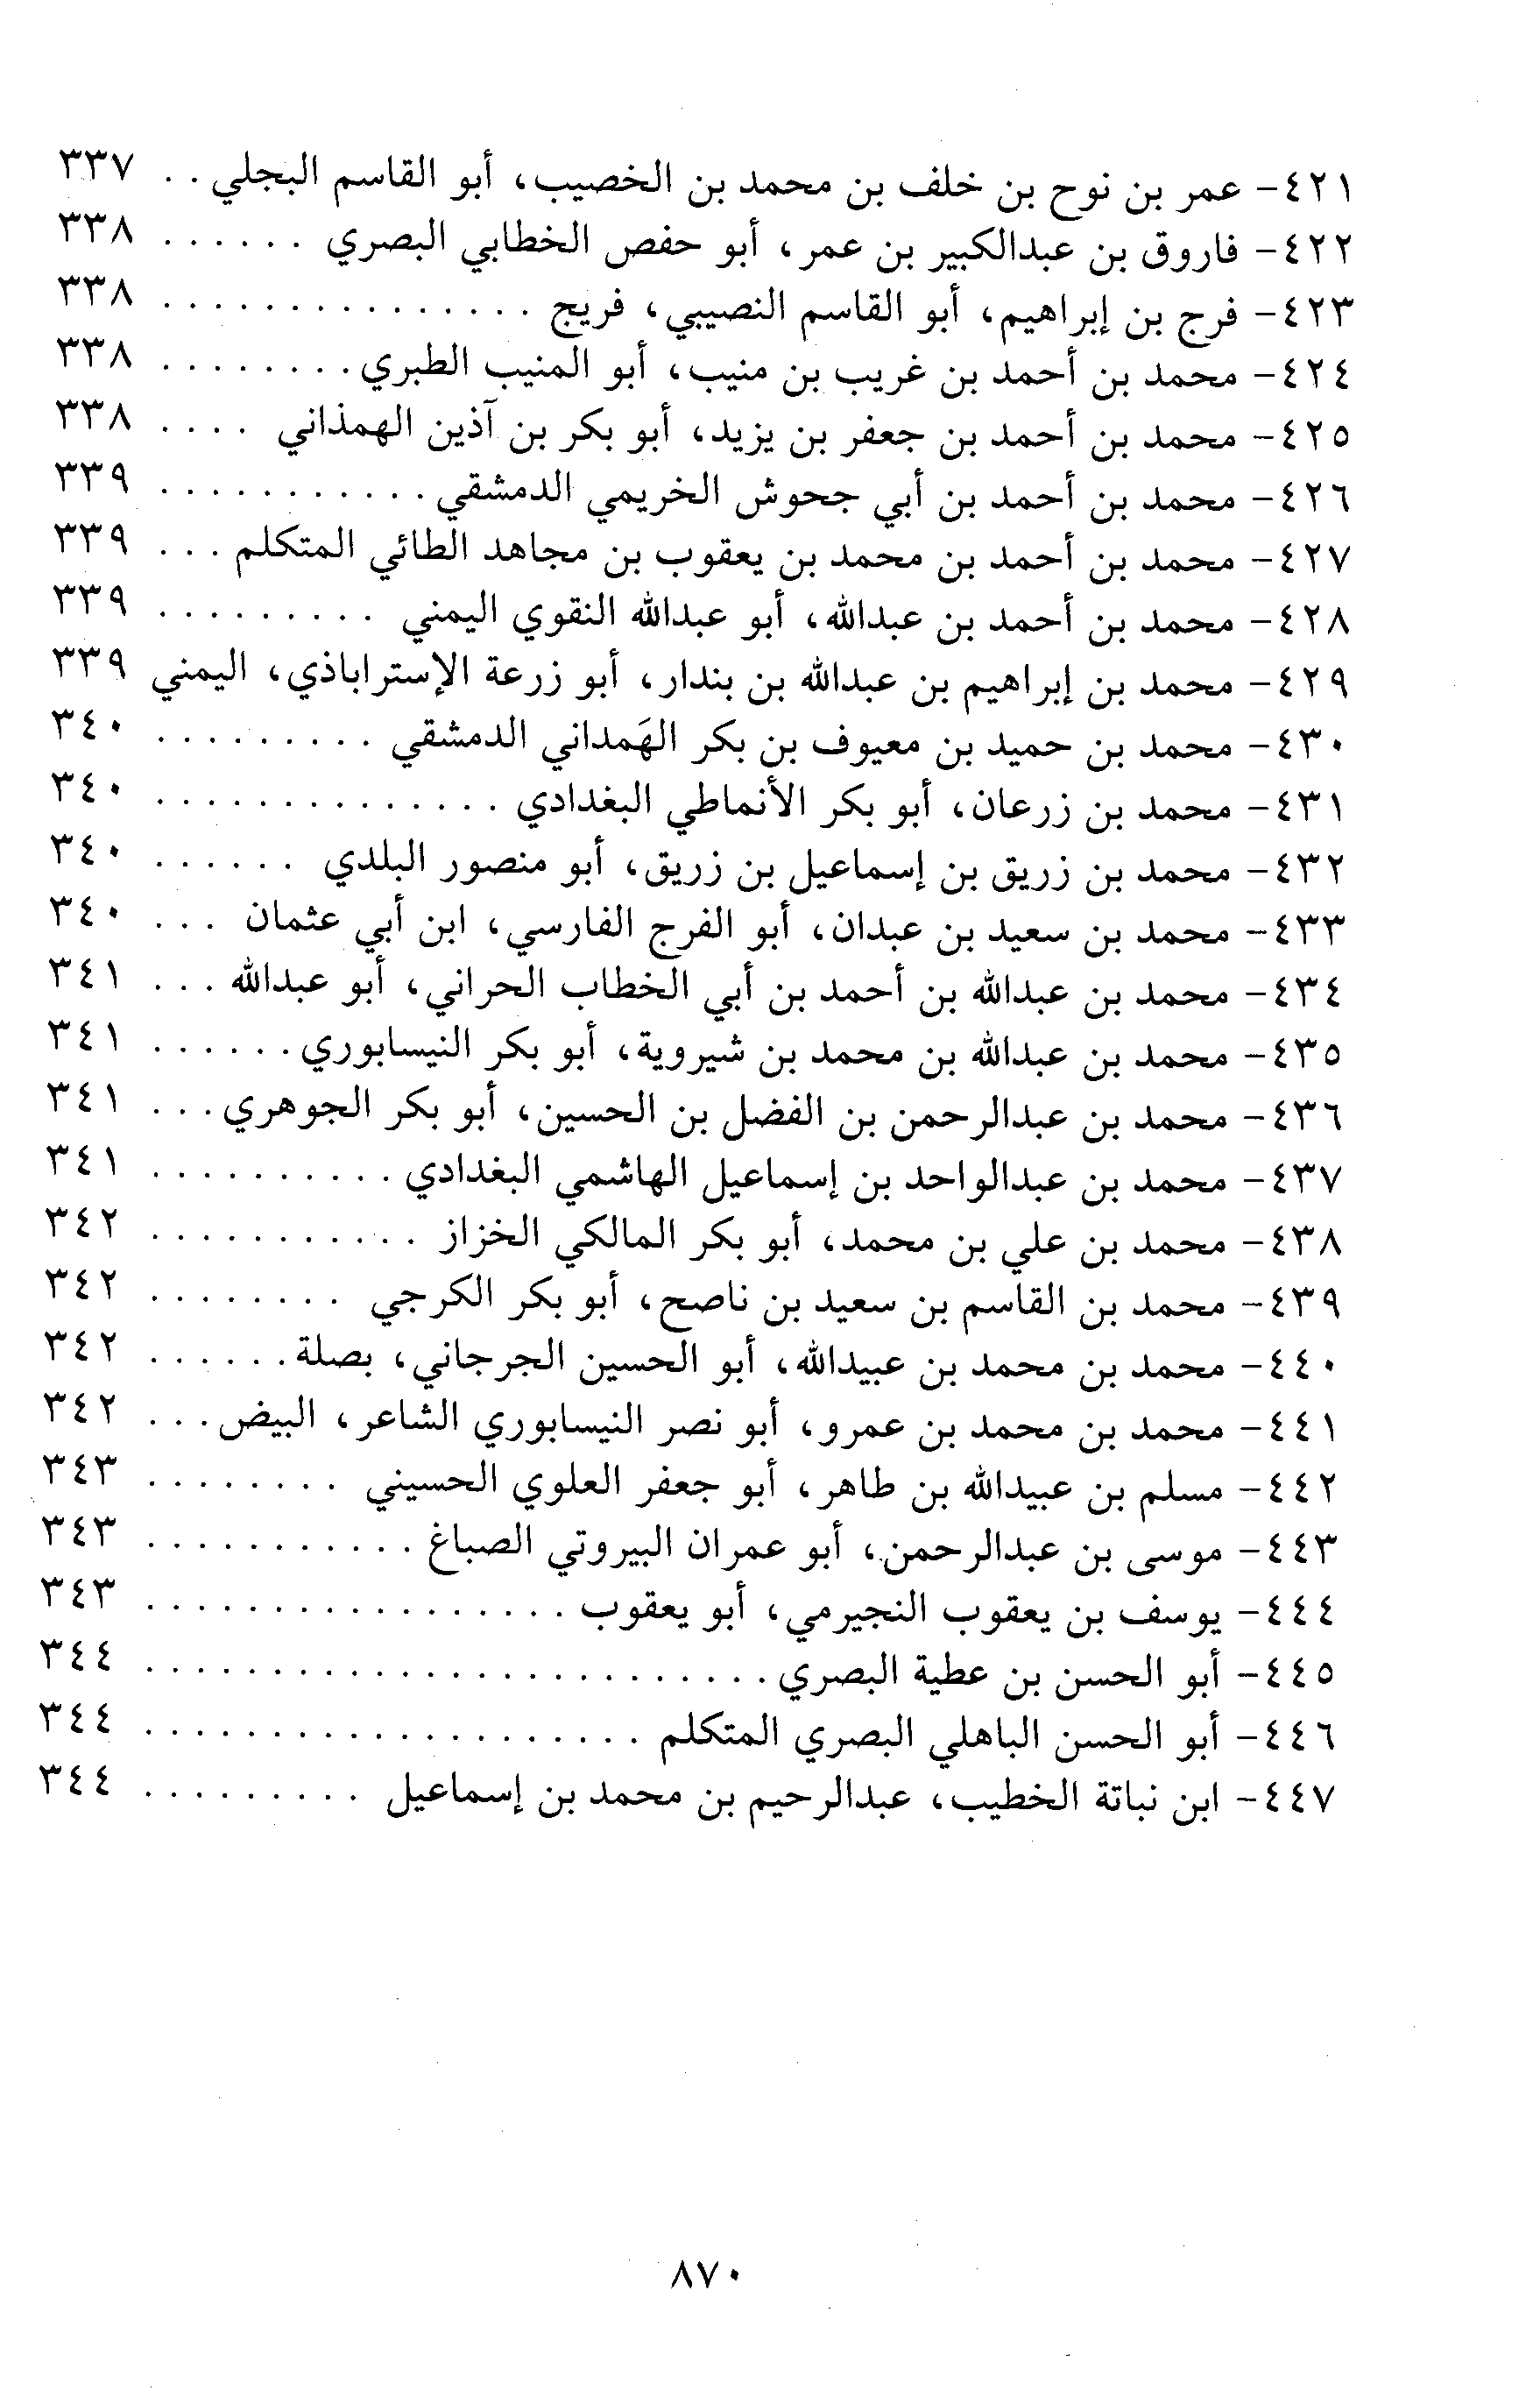 ٤٢١- عمر بن نوح بن خلف بن محمد بن الخصيب، أبو القاسم البجلي . . ٣٣٧
٤٢٢- فاروق بن عبدالكبير بن عمر، أبو حفص الخطابي البصري . . . . . . ٣٣٨
٤٢٣- فرج بن إبراهيم، أبو القاسم النصيبي، فريج . . . . . . . . . . . . . . . ٣٣٨
٤٢٤- محمد بن أحمد بن غريب بن منيب، أبو المنيب الطبري . . . . . . . . ٣٣٨
٤٢٥- محمد بن أحمد بن جعفر بن يزيد، أبو بكر بن آذين الهمذاني . . . . ٣٣٨
٤٢٦- محمد بن أحمد بن أبي جحوش الخريمي الدمشقي . . . . . . . . . . . ٣٣٩
٤٢٧- محمد بن أحمد بن محمد بن يعقوب بن مجاهد الطائي المتكلم . . . ٣٣٩
٤٢٨- محمد بن أحمد بن عبدالله، أبو عبدالله النقوي اليمني . . . . . . . . . ٣٣٩
٤٢٩- محمد بن إبراهيم بن عبدالله بن بندار، أبو زرعة الإستراباذي، اليمني ٣٣٩
٤٣٠- محمد بن حميد بن معيوف بن بكر الهَمداني الدمشقي . . . . . . . . . ٣٤٠
٤٣١- محمد بن زرعان، أبو بكر الأنماطي البغدادي . . . . . . . . . . . . . . ٣٤٠
٤٣٢- محمد بن زريق بن إسماعيل بن زريق، أبو منصور البلدي . . . . . . ٣٤٠
٤٣٣- محمد بن سعيد بن عبدان، أبو الفرج الفارسي، ابن أبي عثمان . . . ٣٤٠
٤٣٤- محمد بن عبدالله بن أحمد بن أبي الخطاب الحراني، أبو عبدالله . . . ٣٤١
٤٣٥- محمد بن عبدالله بن محمد بن شيروية، أبو بكر النيسابوري . . . . . . ٣٤١
٤٣٦- محمد بن عبدالرحمن بن الفضل بن الحسين، أبو بكر الجوهري . . . ٣٤١
٤٣٧- محمد بن عبدالواحد بن إسماعيل الهاشمي البغدادي . . . . . . . . . . ٣٤١
٤٣٨- محمد بن علي بن محمد، أبو بكر المالكي الخزاز . . . . . . . . . . . ٣٤٢
٤٣٩- محمد بن القاسم بن سعيد بن ناصح، أبو بكر الكرجي . . . . . . . . ٣٤٢
٤٤٠- محمد بن محمد بن عبيدالله، أبو الحسين الجرجاني، بصلة . . . . . . ٣٤٢
٤٤١- محمد بن محمد بن عمرو، أبو نصر النيسابوري الشاعر، البيض . . . ٣٤٢
٤٤٢- مسلم بن عبيدالله بن طاهر، أبو جعفر العلوي الحسيني . . . . . . . . ٣٤٣
٤٤٣- موسى بن عبدالرحمن، أبو عمران البيروتي الصباغ . . . . . . . . . . . ٣٤٣
٤٤٤- يوسف بن يعقوب النجيرمي، أبو يعقوب . . . . . . . . . . . . . . . . . ٣٤٣
٤٤٥- أبو الحسن بن عطية البصري . . . . . . . . . . . . . . . . . . . . . . . . . ٣٤٤
٤٤٦- أبو الحسن الباهلي البصري المتكلم . . . . . . . . . . . . . . . . . . . . ٣٤٤
٤٤٧- ابن نباتة الخطيب، عبدالرحيم بن محمد بن إسماعيل . . . . . . . . . ٣٤٤
٨٧٠